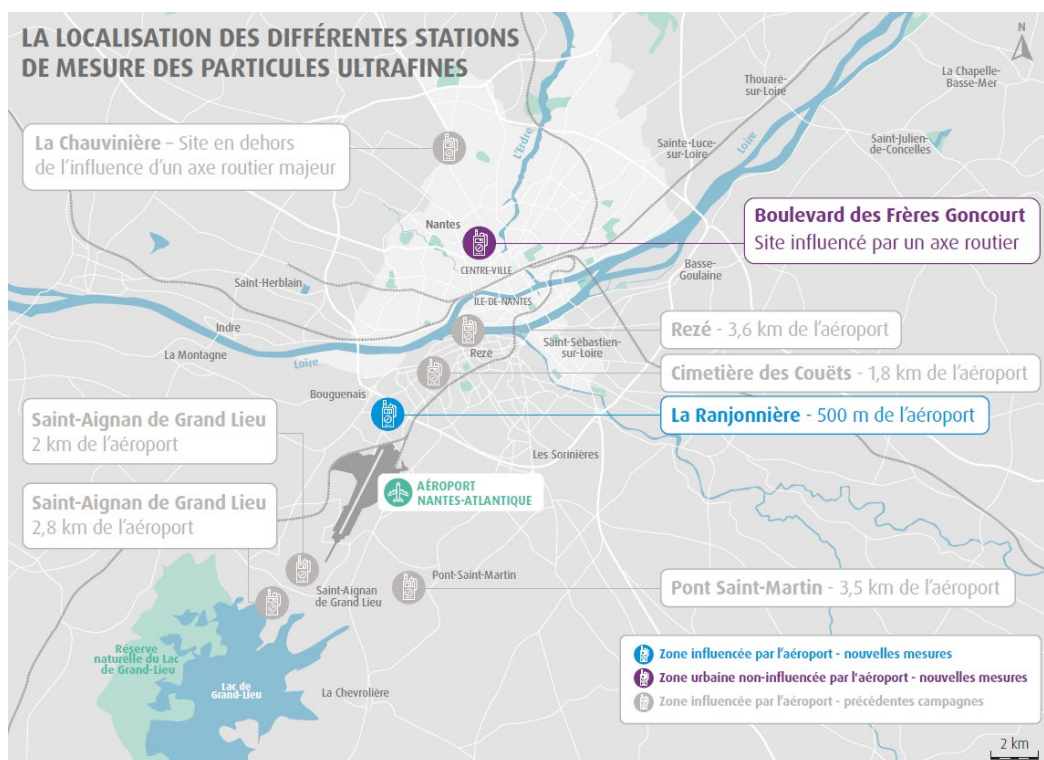 LA LOCALISATION DES DIFFÉRENTES STATIONS
DE MESURE DES PARTICULES ULTRAFINES
N
La Chapelle-
Basse-Mer
Thouaré-
sur-Loire
La Chauvinière – Site en dehors
de l'influence d'un axe routier majeur
l'Erdre
Sainte-Luce-
sur-Loire
Loire
Saint-Julien-
de-Concelles
Boulevard des Frères Goncourt
Site influencé par un axe routier
Nantes
CENTRE-VILLE
Basse-
Goulaine
Saint-Herblain
ÎLE-DE-NANTES
Indre
Rezé - 3,6 km de l'aéroport
Saint-Sébastien-
sur-Loire
La Montagne
Loire
Rezé
Cimetière des Couëts - 1,8 km de l'aéroport
Bouguenais
La Ranjonnière - 500 m de l'aéroport
Saint-Aignan de Grand Lieu
2 km de l'aéroport
Les Sorinières
AÉROPORT
NANTES-ATLANTIQUE
Saint-Aignan de Grand Lieu
2,8 km de l'aéroport
Pont-Saint-Martin
Saint-Aignan
de Grand Lieu
Pont Saint-Martin - 3,5 km de l'aéroport
Réserve
naturelle du Lac
de Grand-Lieu
Lac de
Grand-Lieu
La Chevrolière
Zone influencée par l'aéroport - nouvelles mesures
Zone urbaine non-influencée par l'aéroport - nouvelles mesures
Zone influencée par l'aéroport - précédentes campagnes
2 km